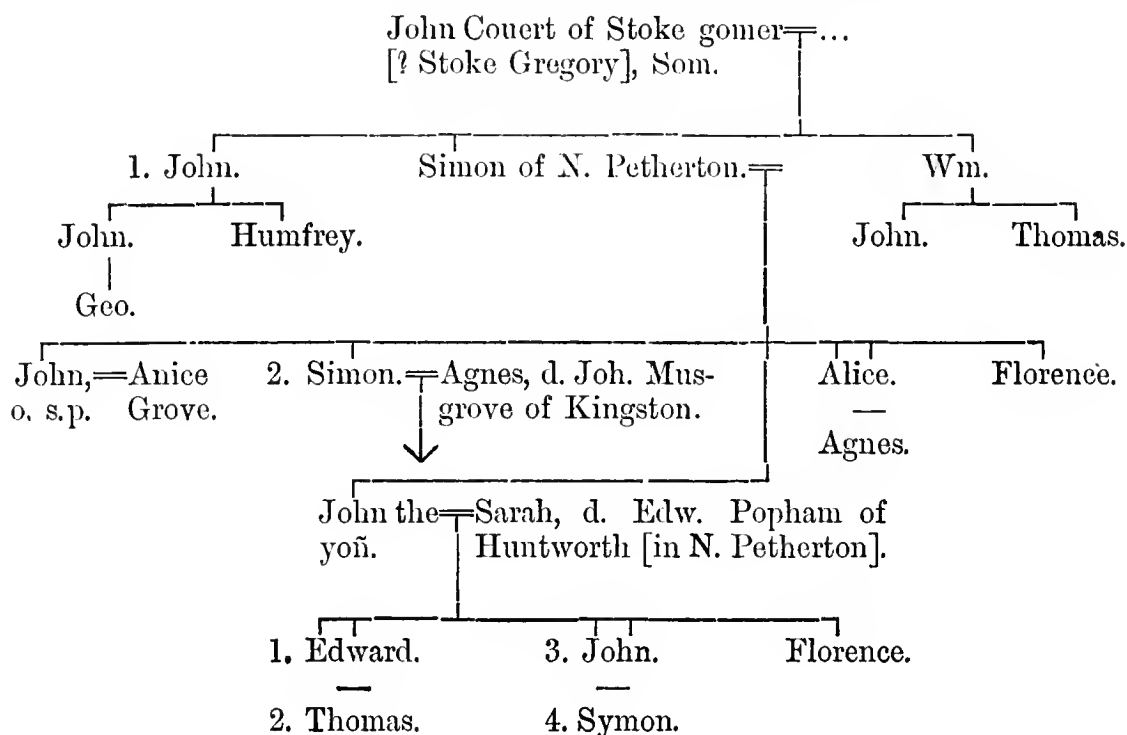 John Couert of Stoke gomer=...
[? Stoke Gregory], Som.
1. John. Simon of N. Petherton.= Wm.
John. Humfrey. John. Thomas.
Geo.
John,=Anice 2. Simon.=Agnes, d. Joh. Mus- Alice. Florence.
o. s.p. Grove. grove of Kingston. —
Agnes.
John the=Sarah, d. Edw. Popham of
yoñ. Huntworth [in N. Petherton].
1. Edward. 3. John. Florence.
— —
2. Thomas. 4. Symon.